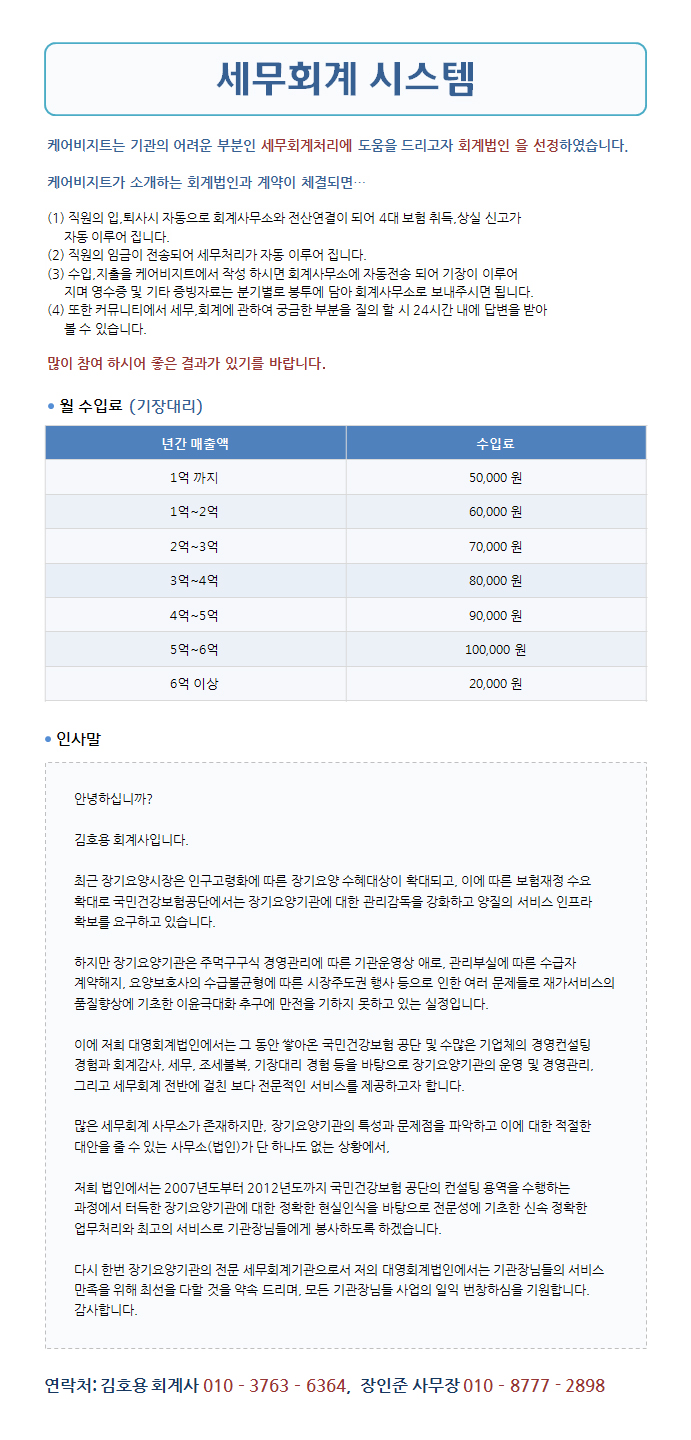 세무회계 시스템
케어비지트는 기관의 어려운 부분인 세무회계처리에 도움을 드리고자 회계법인 을 선정하였습니다.
케어비지트가 소개하는 회계법인과 계약이 체결되면…
(1) 직원의 입,퇴사시 자동으로 회계사무소와 전산연결이 되어 4대 보험 취득,상실 신고가
자동 이루어 집니다.
(2) 직원의 임금이 전송되어 세무처리가 자동 이루어 집니다.
(3) 수입,지출을 케어비지트에서 작성 하시면 회계사무소에 자동전송 되어 기장이 이루어
지며 영수증 및 기타 증빙자료는 분기별로 봉투에 담아 회계사무소로 보내주시면 됩니다.
(4) 또한 커뮤니티에서 세무,회계에 관하여 궁금한 부분을 질의 할 시 24시간 내에 답변을 받아
볼 수 있습니다.
많이 참여 하시어 좋은 결과가 있기를 바랍니다.
• 월 수입료 (기장대리)
년간 매출액 수입료
1억 까지 50,000 원
1억~2억 60,000 원
2억~3억 70,000 원
3억~4억 80,000 원
4억~5억 90,000 원
5억~6억 100,000 원
6억 이상 20,000 원
• 인사말
안녕하십니까?
김호용 회계사입니다.
최근 장기요양시장은 인구고령화에 따른 장기요양 수혜대상이 확대되고, 이에 따른 보험재정 수요
확대로 국민건강보험공단에서는 장기요양기관에 대한 관리감독을 강화하고 양질의 서비스 인프라
확보를 요구하고 있습니다.
하지만 장기요양기관은 주먹구구식 경영관리에 따른 기관운영상 애로, 관리부실에 따른 수급자
계약해지, 요양보호사의 수급불균형에 따른 시장주도권 행사 등으로 인한 여러 문제들로 재가서비스의
품질향상에 기초한 이윤극대화 추구에 만전을 기하지 못하고 있는 실정입니다.
이에 저희 대영회계법인에서는 그 동안 쌓아온 국민건강보험 공단 및 수많은 기업체의 경영컨설팅
경험과 회계감사, 세무, 조세불복, 기장대리 경험 등을 바탕으로 장기요양기관의 운영 및 경영관리,
그리고 세무회계 전반에 걸친 보다 전문적인 서비스를 제공하고자 합니다.
많은 세무회계 사무소가 존재하지만, 장기요양기관의 특성과 문제점을 파악하고 이에 대한 적절한
대안을 줄 수 있는 사무소(법인)가 단 하나도 없는 상황에서,
저희 법인에서는 2007년도부터 2012년도까지 국민건강보험 공단의 컨설팅 용역을 수행하는
과정에서 터득한 장기요양기관에 대한 정확한 현실인식을 바탕으로 전문성에 기초한 신속 정확한
업무처리와 최고의 서비스로 기관장님들에게 봉사하도록 하겠습니다.
다시 한번 장기요양기관의 전문 세무회계기관으로서 저의 대영회계법인에서는 기관장님들의 서비스
만족을 위해 최선을 다할 것을 약속 드리며, 모든 기관장님들 사업의 일익 번창하심을 기원합니다.
감사합니다.
연락처: 김호용 회계사 010 - 3763 - 6364, 장인준 사무장 010 - 8777 - 2898